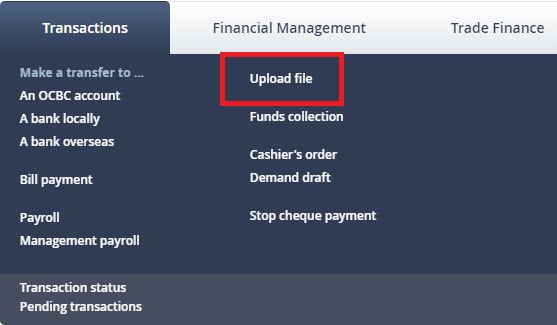 Transactions
Financial Management
Trade Finance
Make a transfer to ...
An OCBC account
A bank locally
A bank overseas
Bill payment
Payroll
Management payroll
Upload file
Funds collection
Cashier's order
Demand draft
Stop cheque payment
Transaction status
Pending transactions